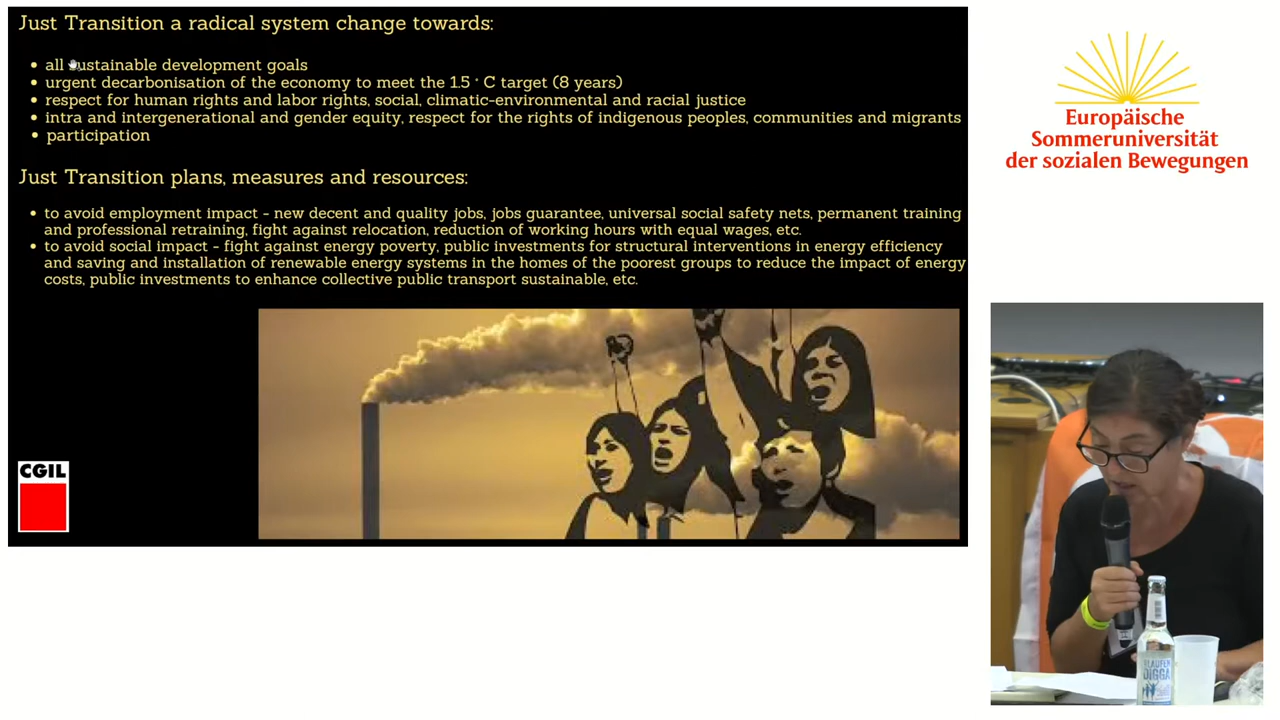 Just Transition a radical system change towards:
• all sustainable development goals
• urgent decarbonisation of the economy to meet the 1.5 ° C target (8 years)
• respect for human rights and labor rights, social, climatic-environmental and racial justice
• intra and intergenerational and gender equity, respect for the rights of indigenous peoples, communities and migrants
• participation
Just Transition plans, measures and resources:
• to avoid employment impact - new decent and quality jobs, jobs guarantee, universal social safety nets, permanent training
and professional retraining, fight against relocation, reduction of working hours with equal wages, etc.
• to avoid social impact - fight against energy poverty, public investments for structural interventions in energy efficiency
and saving and installation of renewable energy systems in the homes of the poorest groups to reduce the impact of energy
costs, public investments to enhance collective public transport sustainable, etc.
CGIL
Europäische
Sommeruniversität
der sozialen Bewegungen
DIGGA